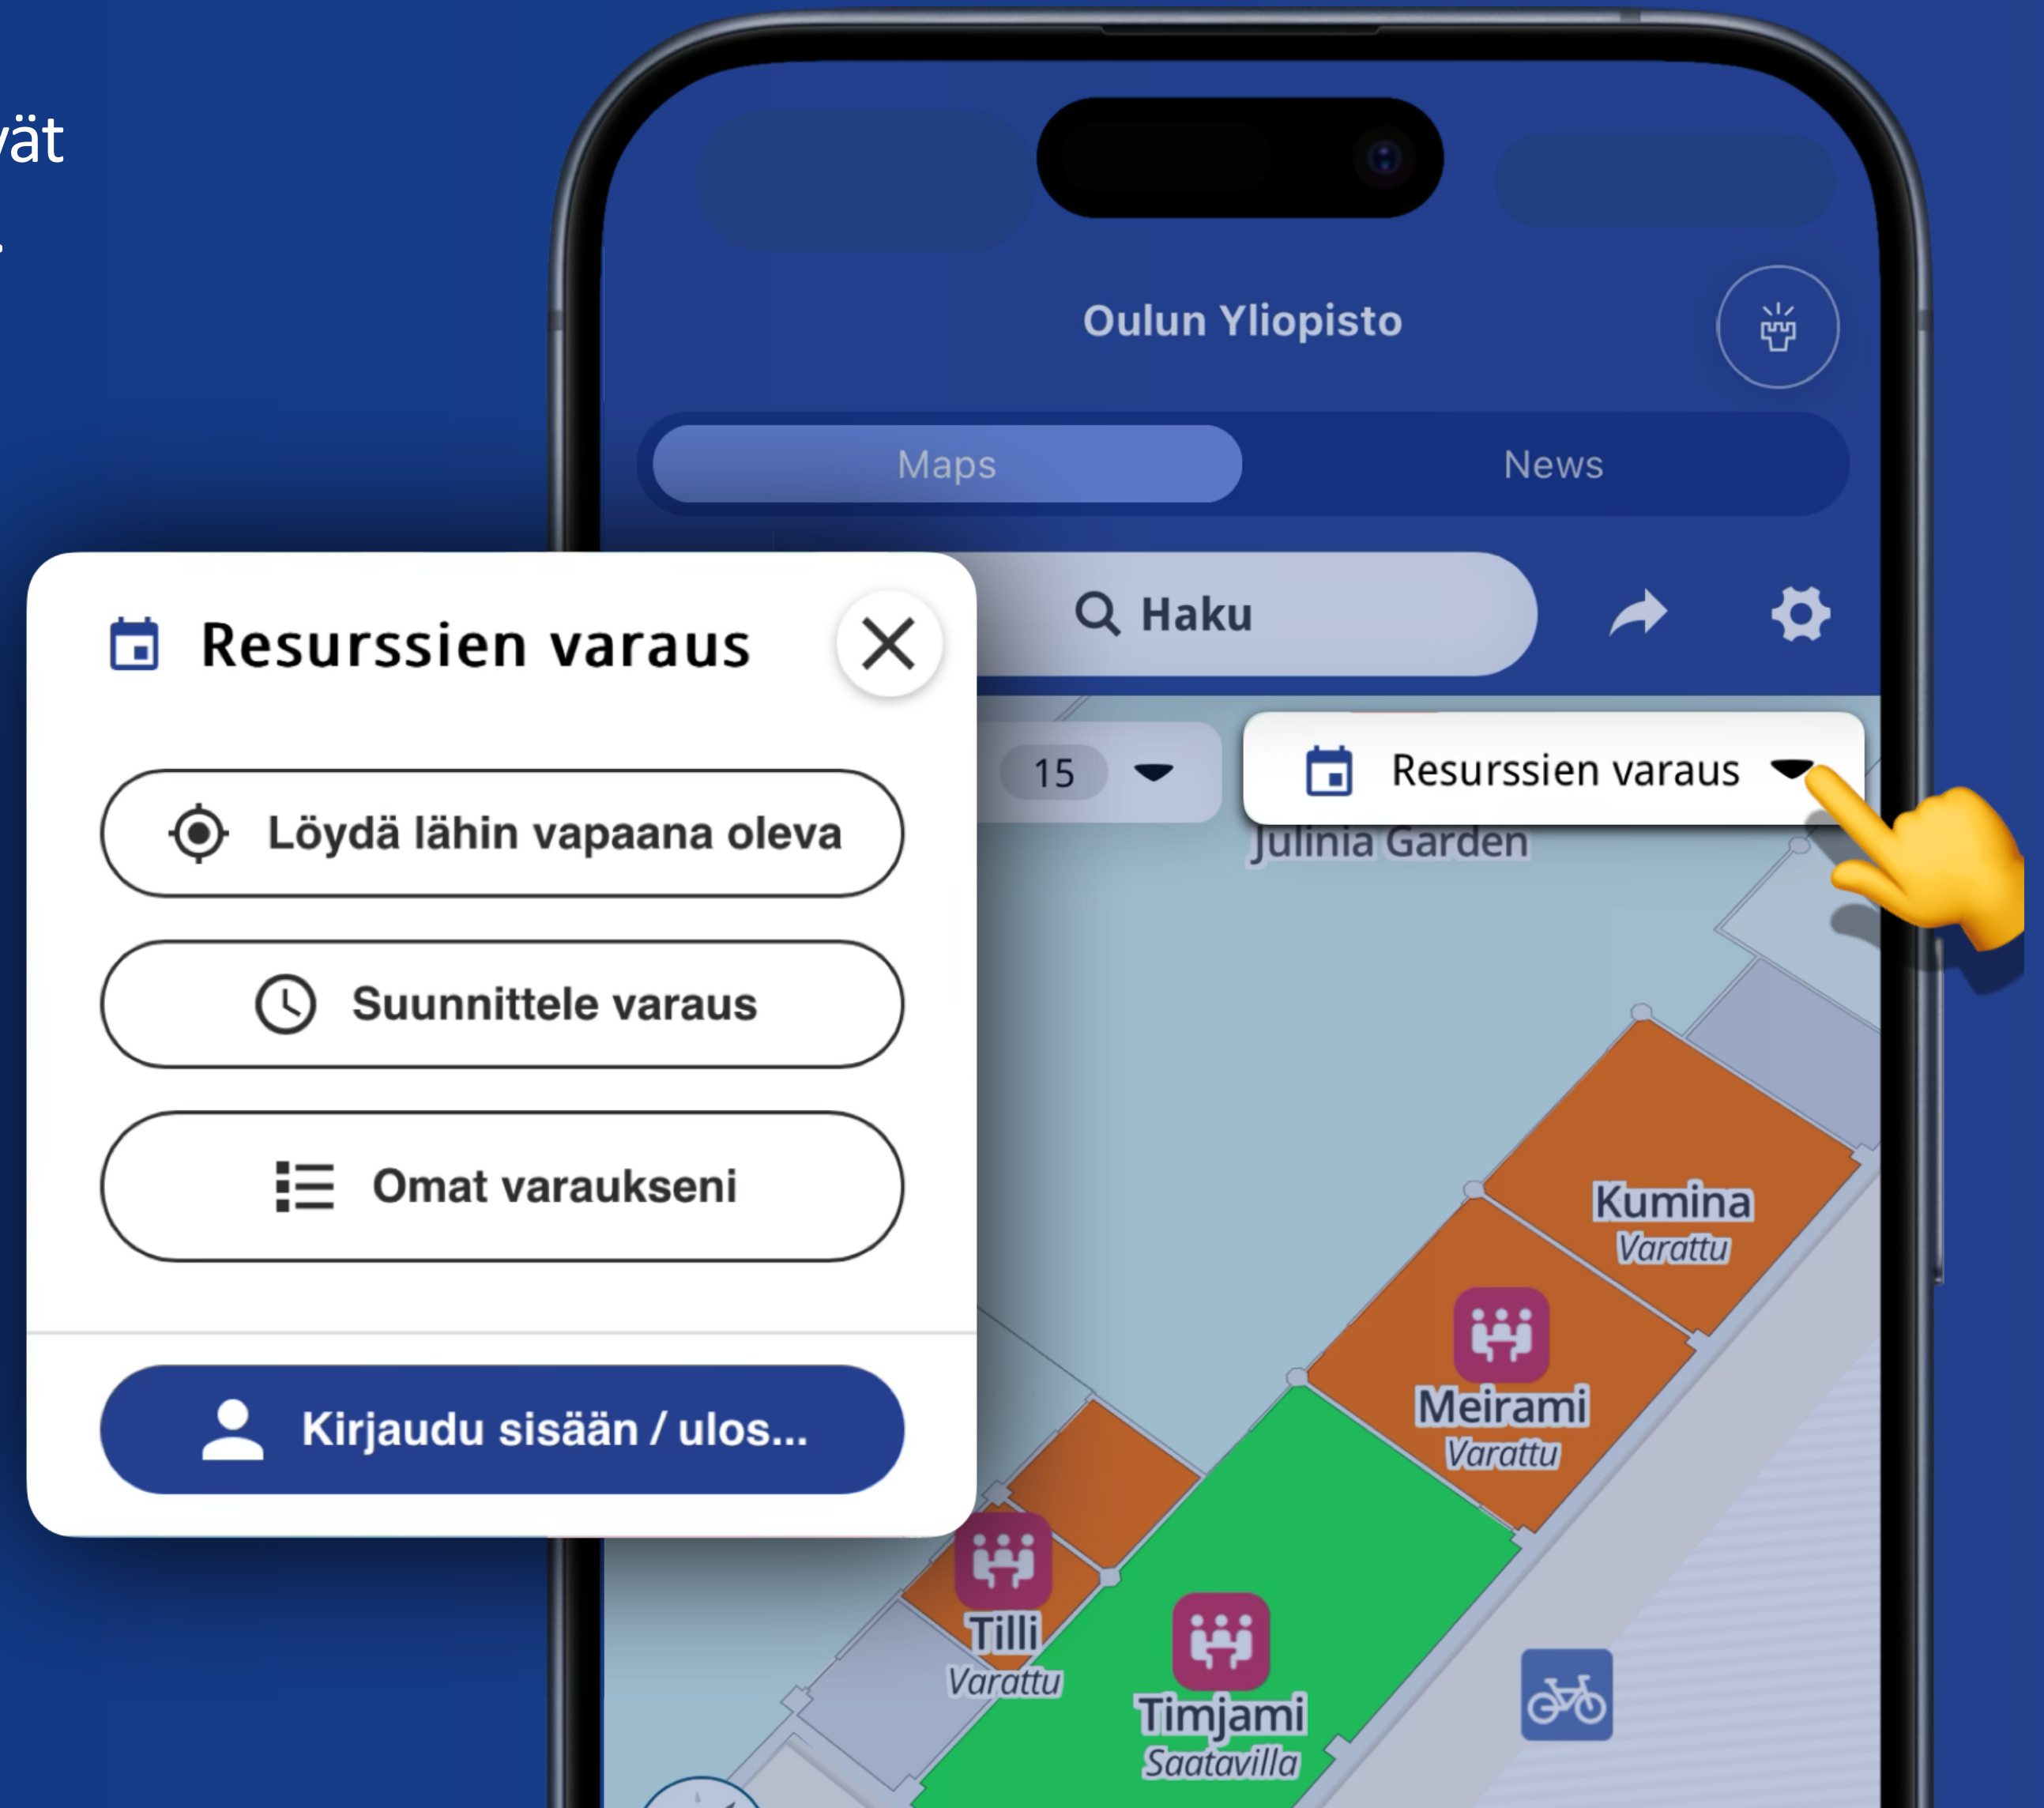 vät
.
Oulun Yliopisto
Maps
News
Haku
Resurssien varaus
Löydä lähin vapaana oleva
Suunnittele varaus
Omat varaukseni
Kirjaudu sisään / ulos...
15
Resurssien varaus
Julinia Garden
Kumina
Varattu
Meirami
Varattu
Tilli
Varattu
Timjami
Saatavilla